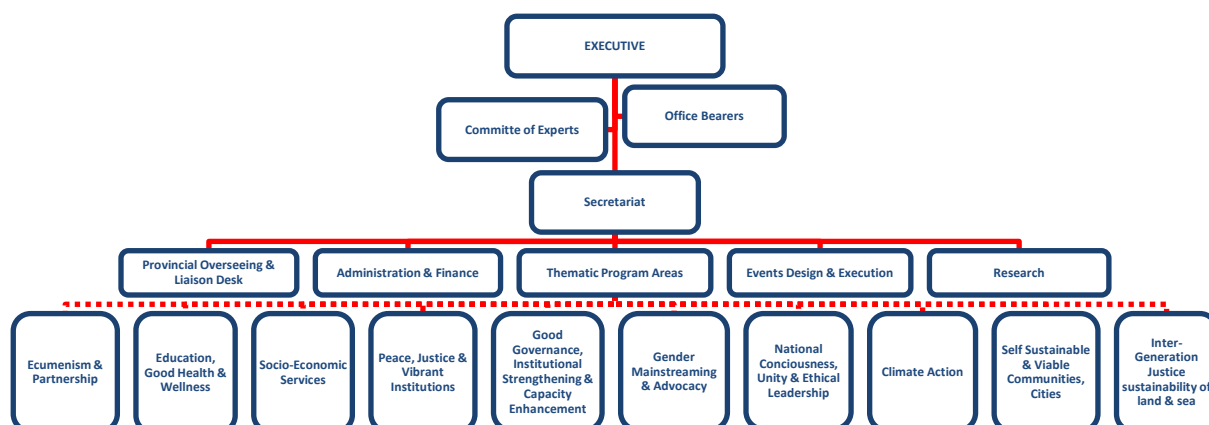 EXECUTIVE
Office Bearers
Committe of Experts
Secretariat
Provincial Overseeing &
Liaison Desk
Administration & Finance
Thematic Program Areas
Events Design & Execution
Research
Ecumenism &
Partnership
Education,
Good Health &
Wellness
Socio-Economic
Services
Peace, Justice &
Vibrant
Institutions
Good
Governance,
Institutional
Strengthening &
Capacity
Enhancement
Gender
Mainstreaming
& Advocacy
National
Conciousness,
Unity & Ethical
Leadership
Climate Action
Self Sustainable
& Viable
Communities,
Cities
Inter-
Generation
Justice
sustainability of
land & sea